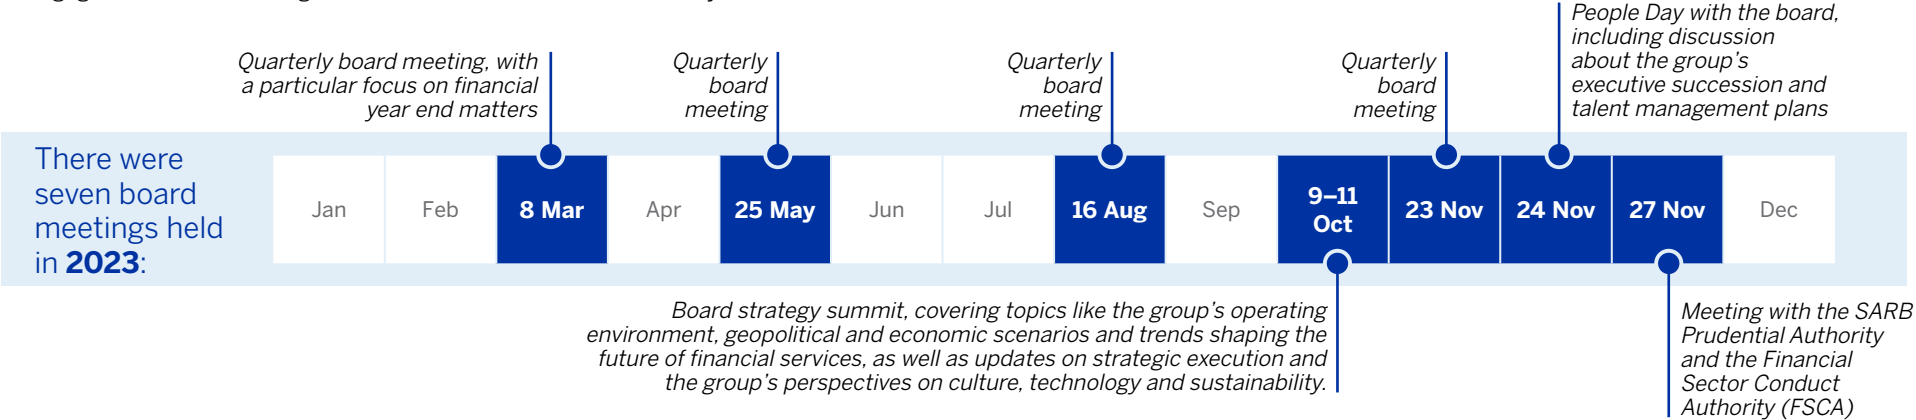 Quarterly board meeting, with
a particular focus on financial
year end matters
Quarterly
board
meeting
Quarterly
board
meeting
Quarterly
board
meeting
People Day with the board,
including discussion
about the group's
executive succession and
talent management plans
There were
seven board
meetings held
in 2023:
Jan
Feb
8 Mar
Apr
25 May
Jun
Jul
16 Aug
Sep
9–11
Oct
23 Nov
24 Nov
27 Nov
Dec
Board strategy summit, covering topics like the group's operating
environment, geopolitical and economic scenarios and trends shaping the
future of financial services, as well as updates on strategic execution and
the group's perspectives on culture, technology and sustainability.
Meeting with the SARB
Prudential Authority
and the Financial
Sector Conduct
Authority (FSCA)